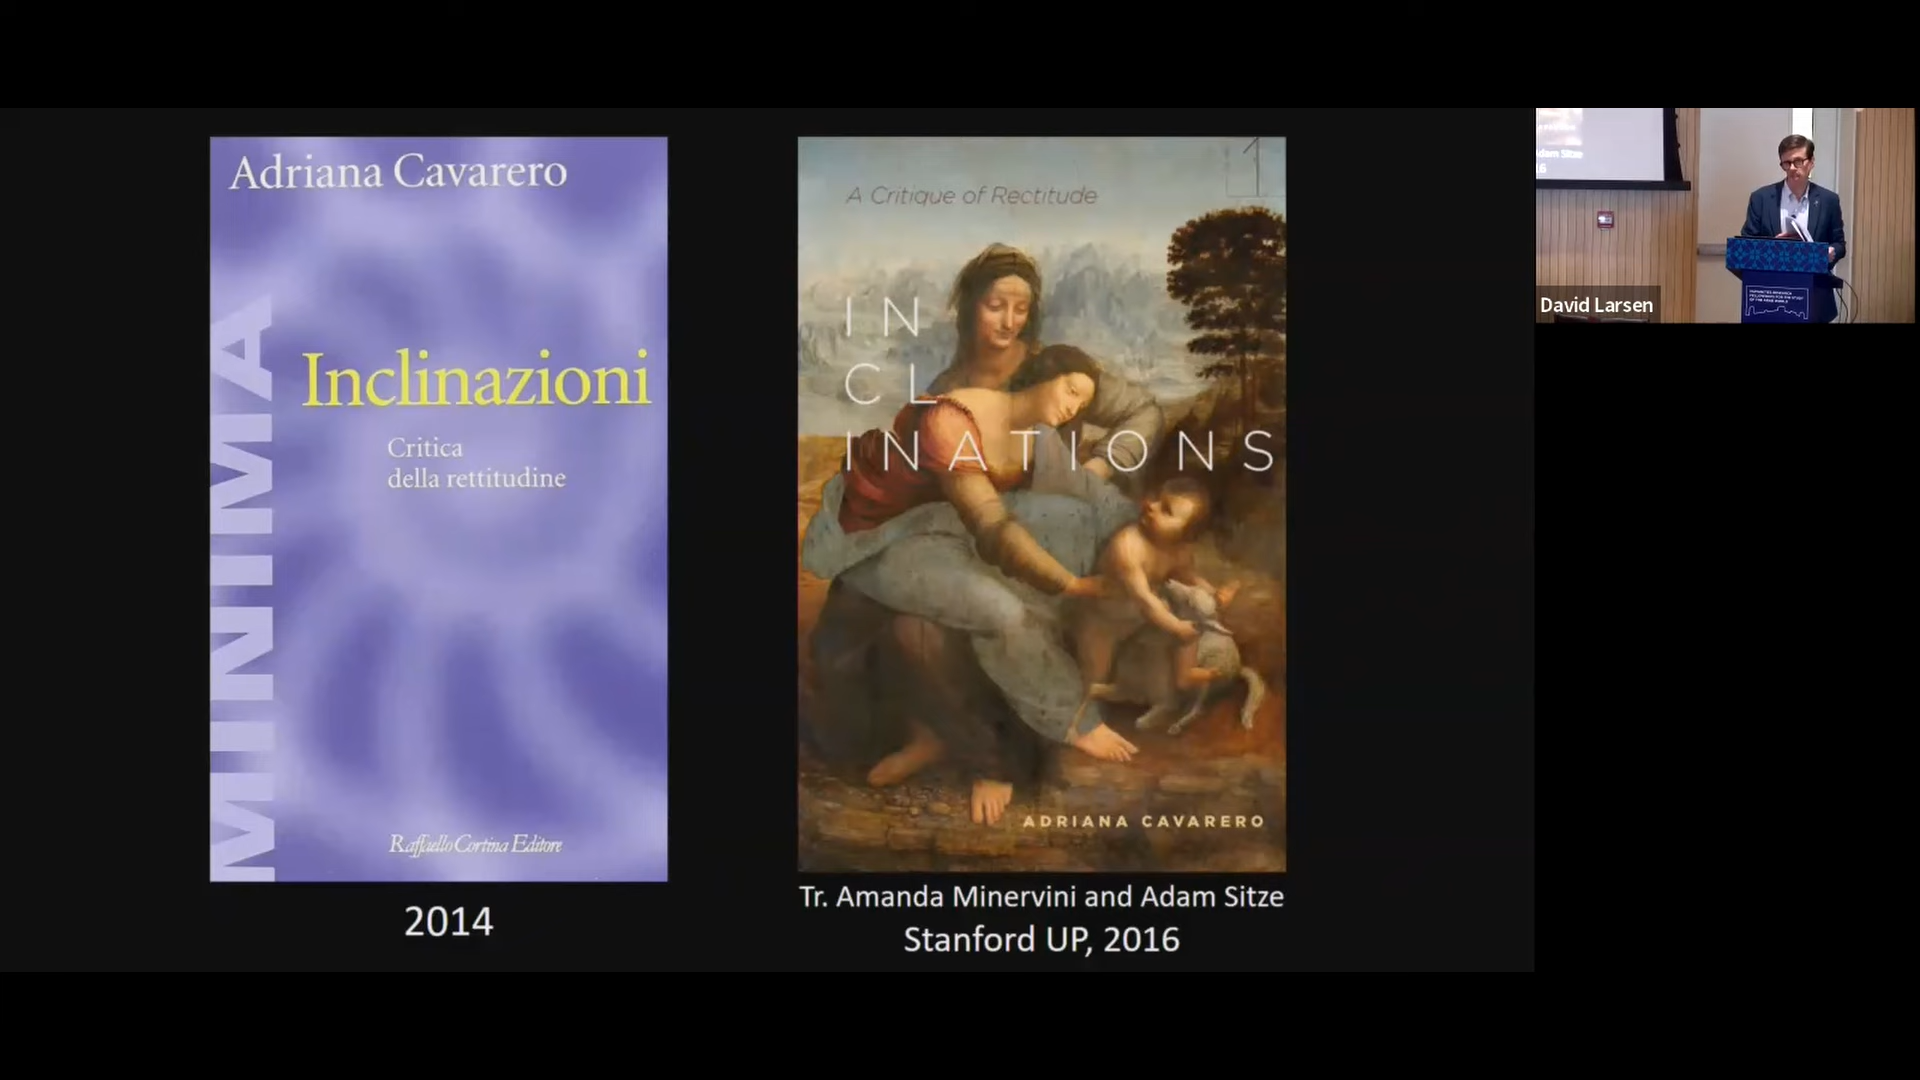 Adriana Cavarero
MINIMA
Inclinazioni
Critica
della rettitudine
Raffaello Cortina Editore
2014
A Critique of Rectitude
IN
CL
INATIONS
ADRIANA CAVARERO
Tr. Amanda Minervini and Adam Sitze
Stanford UP, 2016
David Larsen